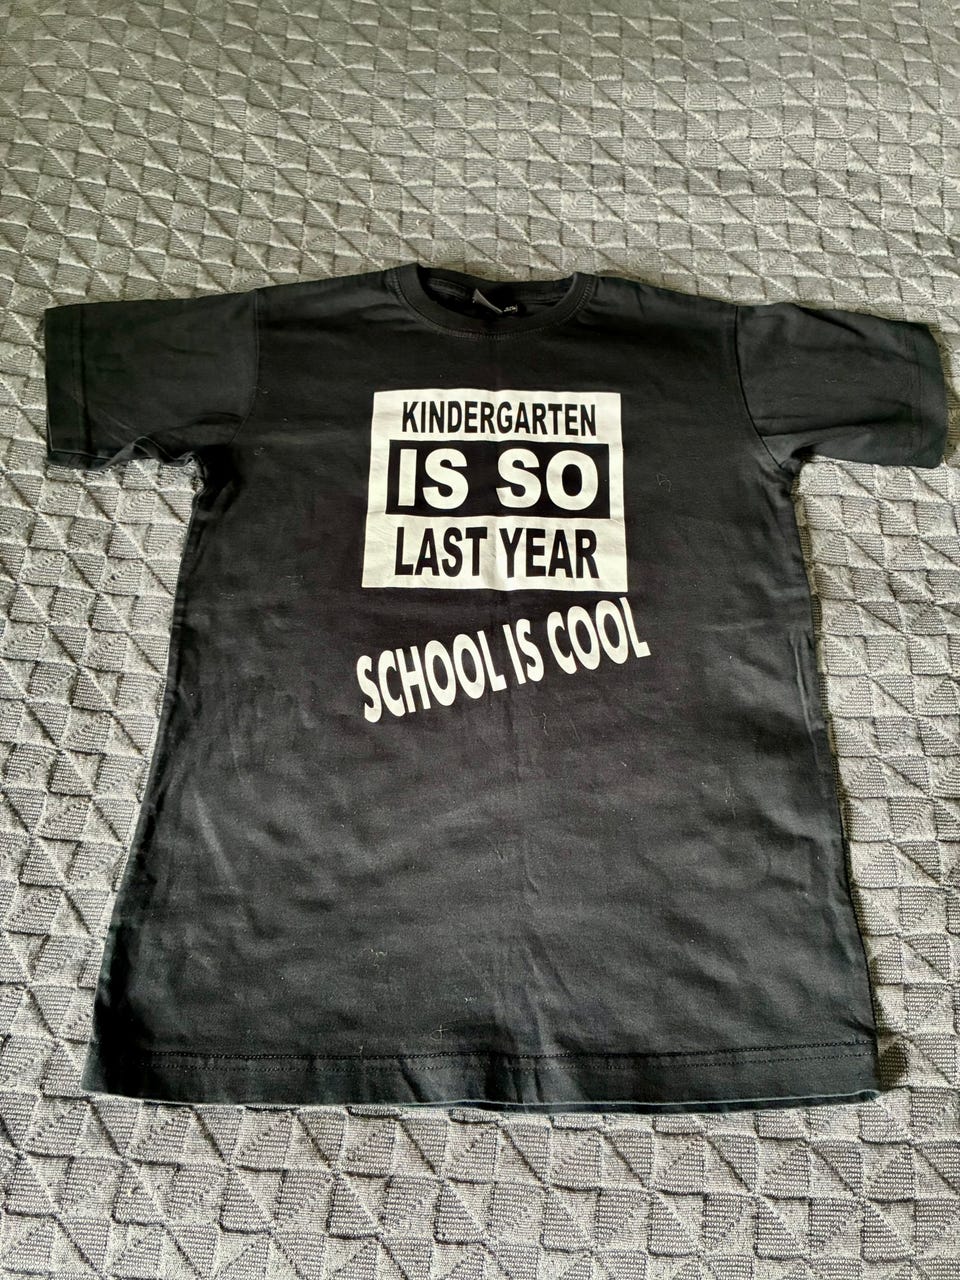 KINDERGARTEN
IS SO
LAST YEAR
SCHOOL IS COOL